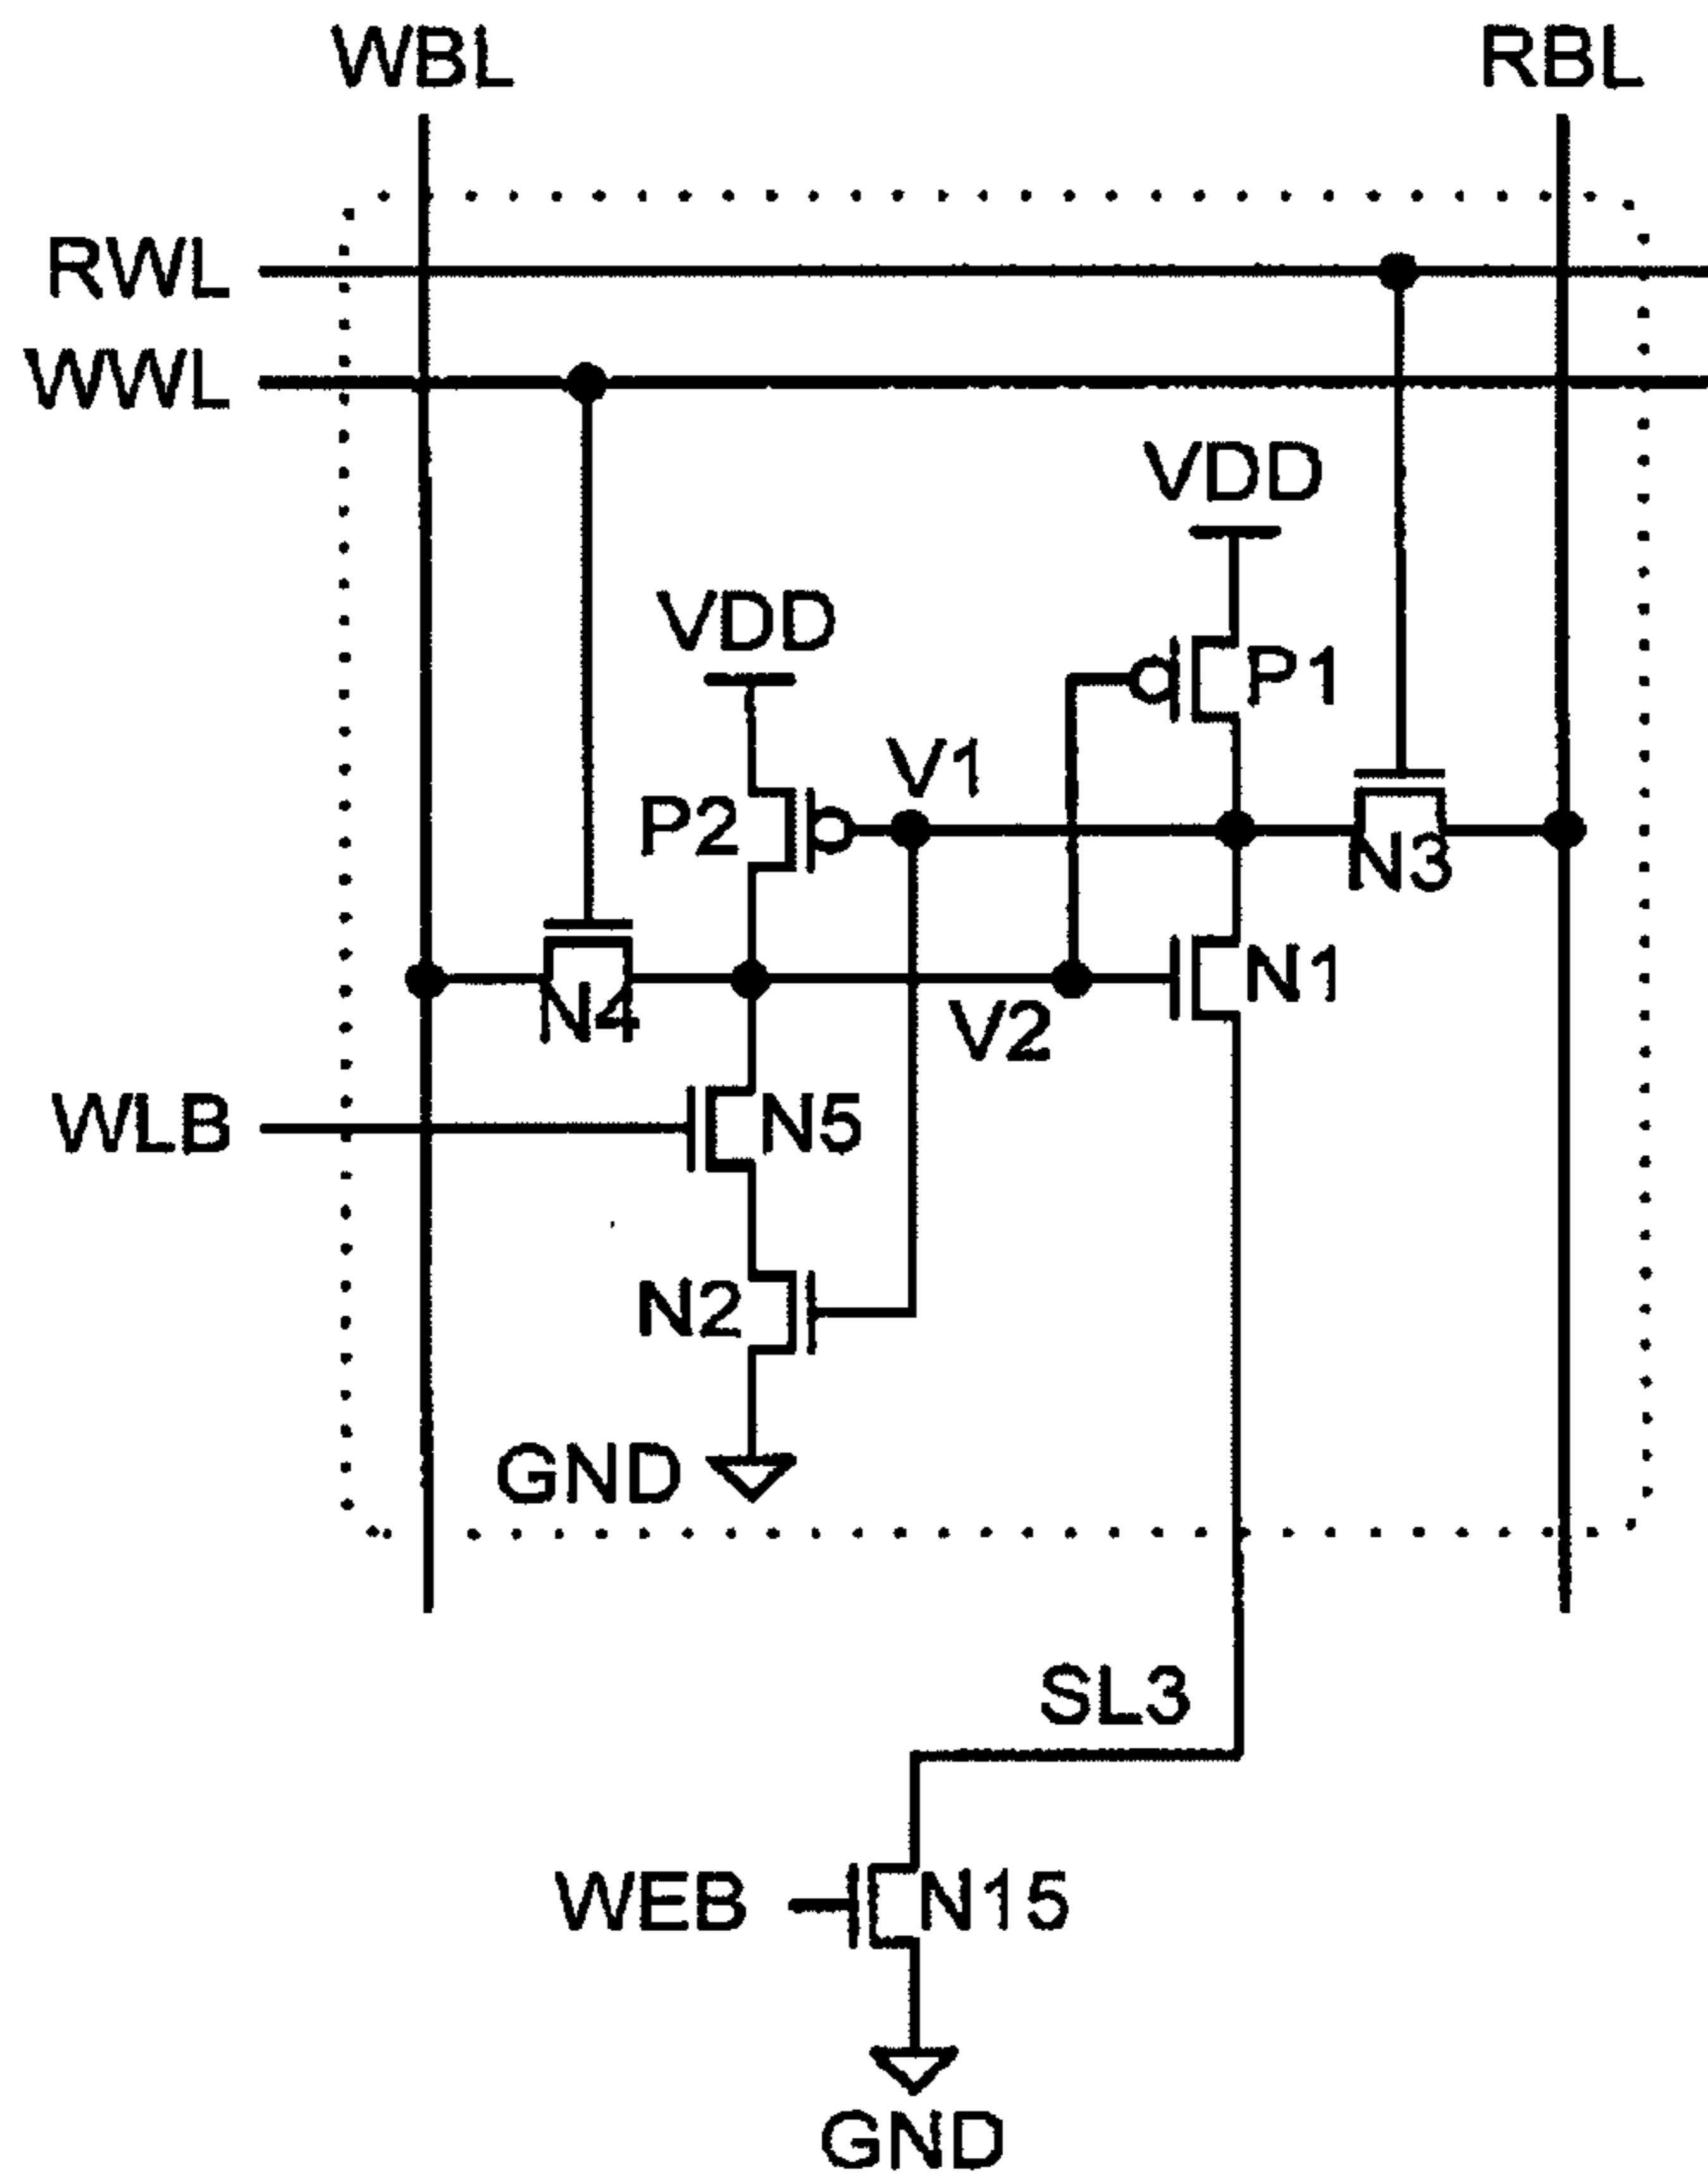 WBL
RBL
RWL
WWL
VDD
VDD
P1
V1
P2
N3
N1
N4
V2
WLB
N5
N2
GND
SL3
WEB
N15
GND